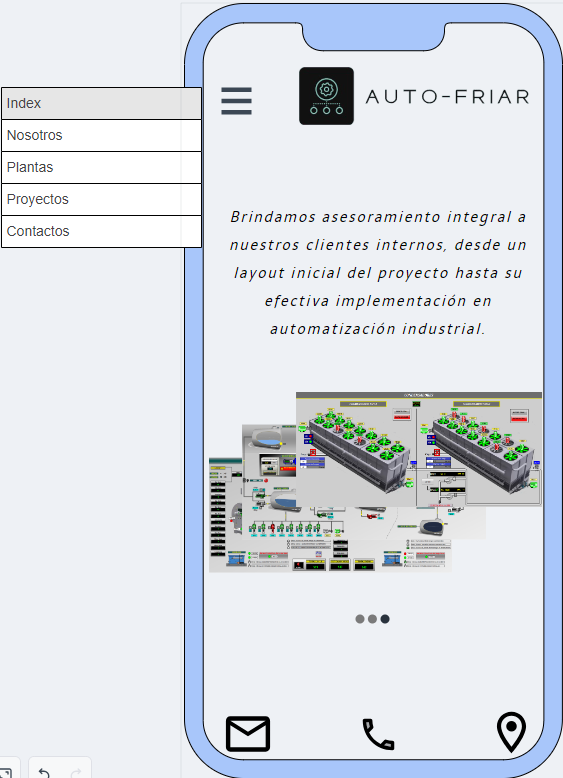 AUTO-FRIAR
Index
Nosotros
Plantas
Proyectos
Contactos
Brindamos asesoramiento integral a
nuestros clientes internos, desde un
layout inicial del proyecto hasta su
efectiva implementación en
automatización industrial.